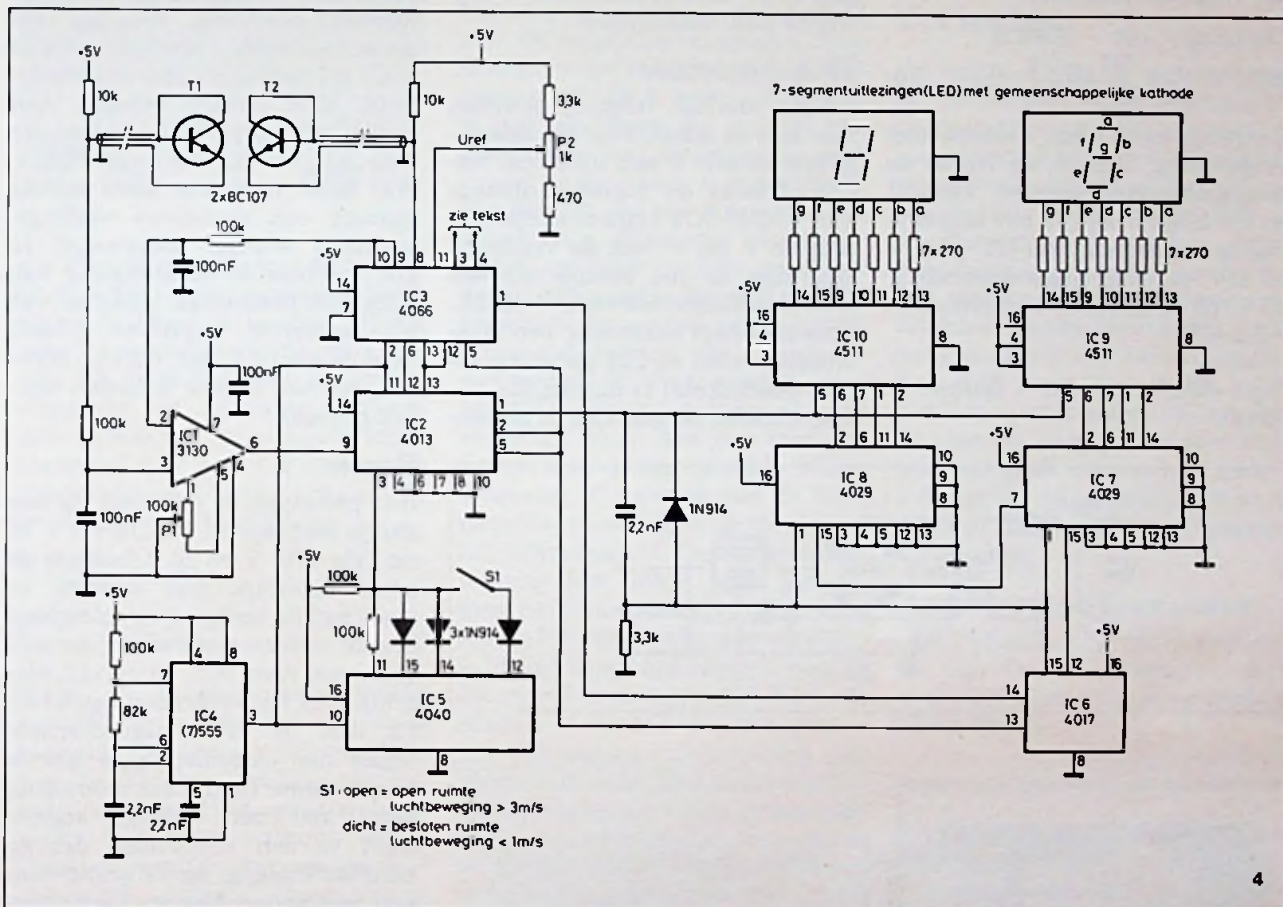 +5V
10k
T1
T2
2xBC107
+5V
10k
3,3k
P2
1k
470
Uref
zie tekst
100k
100nF
10 9 8 11 3 4
+5V
14
7
IC3
4066
1
2 6 13 12 5
11 12 13
+5V
14
IC2
4013
1
2
5
9
3 4 6 7 8 10
+5V
100nF
100k
2
3
IC1
3130
7
6
5
4
1
100k
P1
100nF
+5V
100k
7
82k
6
2
4 8
IC4
(7)555
3
5 1
2,2nF
2,2nF
+5V
100k
S1
100k
3x1N914
11 15 14 12
16
10
IC5
4040
8
S1: open = open ruimte
luchtbeweging > 3m/s
dicht = besloten ruimte
luchtbeweging < 1m/s
2,2nF
1N914
3,3k
7-segmentuitlezingen (LED) met gemeenschappelijke kathode
g f e d c b a
7x270
14 15 9 10 11 12 13
+5V
16
4
3
IC 10
4511
8
5 6 7 1 2
2 6 11 14
+5V
16
IC 8
4029
10
9
8
1 15 3 4 5 12 13
a
f g b
e c
d
g f e d c b a
7x270
14 15 9 10 11 12 13
+5V
16
4
3
IC 9
4511
8
5 6 7 1 2
2 6 11 14
+5V
16
7
IC 7
4029
10
9
8
1 15 3 4 5 12 13
+5V
15 12 16
14
13
IC 6
4017
8
4